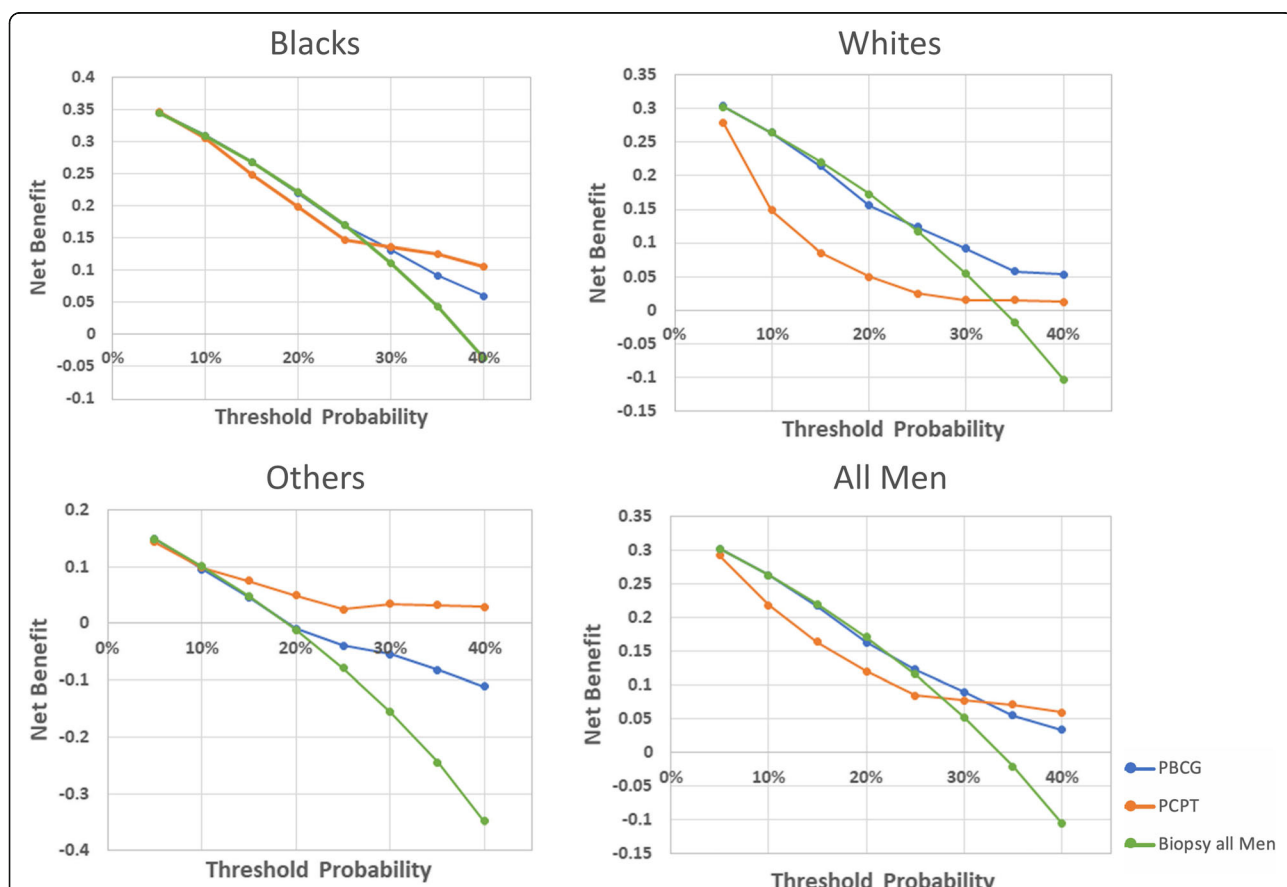 Blacks
0.4
0.35
0.3
0.25
0.2
0.15
0.1
0.05
0
-0.05
-0.1
0% 10% 20% 30% 40%
Net Benefit
Threshold Probability
Whites
0.35
0.3
0.25
0.2
0.15
0.1
0.05
0
-0.05
-0.1
-0.15
0% 10% 20% 30% 40%
Net Benefit
Threshold Probability
Others
0.2
0.1
0
-0.1
-0.2
-0.3
-0.4
0% 10% 20% 30% 40%
Net Benefit
Threshold Probability
All Men
0.35
0.3
0.25
0.2
0.15
0.1
0.05
0
-0.05
-0.1
-0.15
0% 10% 20% 30% 40%
Net Benefit
Threshold Probability
PBCG
PCPT
Biopsy all Men